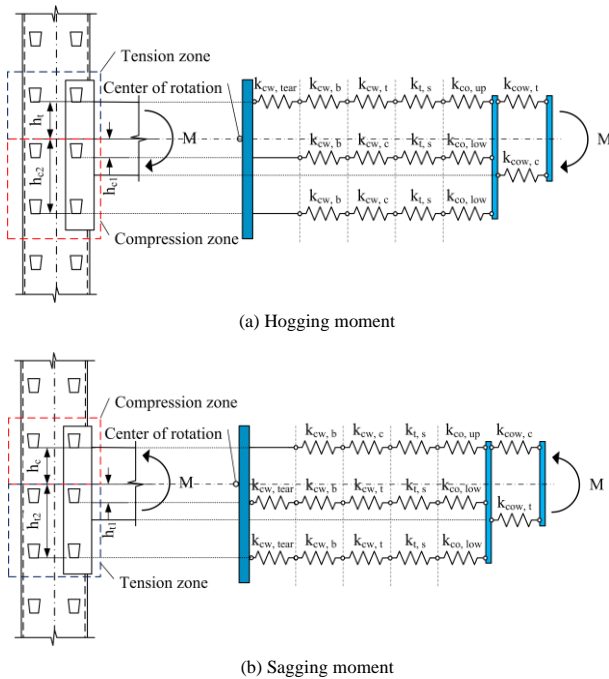 Tension zone
Center of rotation
k_cw, tear k_cw, b k_cw, t k_t, s k_co, up k_cow, t
h_t
M
M
k_cw, b k_cw, c k_t, s k_co, low
h_c2
h_c1
k_cow, c
k_cw, b k_cw, c k_t, s k_co, low
Compression zone
(a) Hogging moment
Compression zone
Center of rotation
k_cw, b k_cw, c k_t, s k_co, up k_cow, c
h_c
M
M
k_cw, tear k_cw, b k_cw, t k_t, s k_co, low
h_t2
h_t1
k_cow, t
k_cw, tear k_cw, b k_cw, t k_t, s k_co, low
Tension zone
(b) Sagging moment